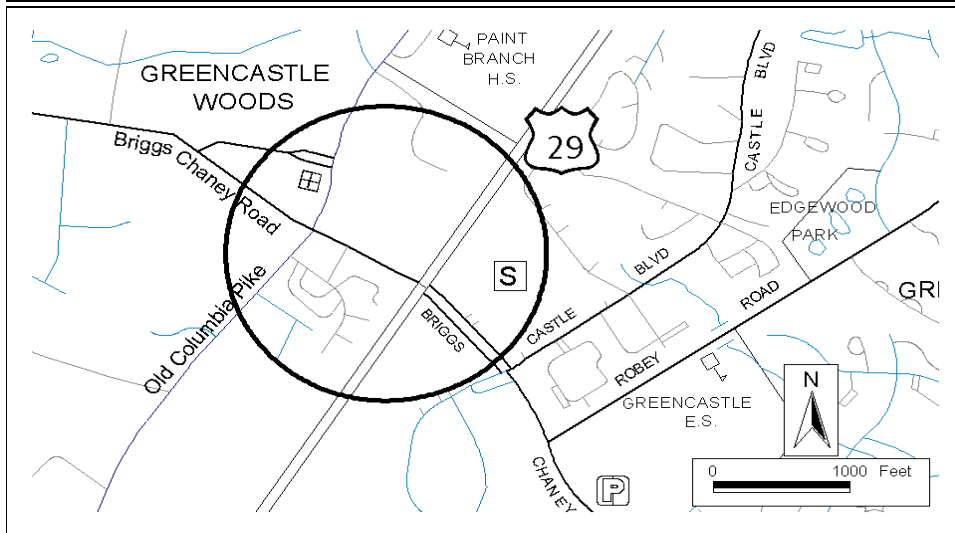 PAINT
BRANCH
H.S.
GREENCASTLE
WOODS
CASTLE BLVD
29
Briggs Chaney Road
EDGEWOOD
PARK
S
CASTLE BLVD
GRE
Old Columbia Pike
BRIGGS
ROBEY ROAD
N
GREENCASTLE
E.S.
CHANEY
0 1000 Feet
P